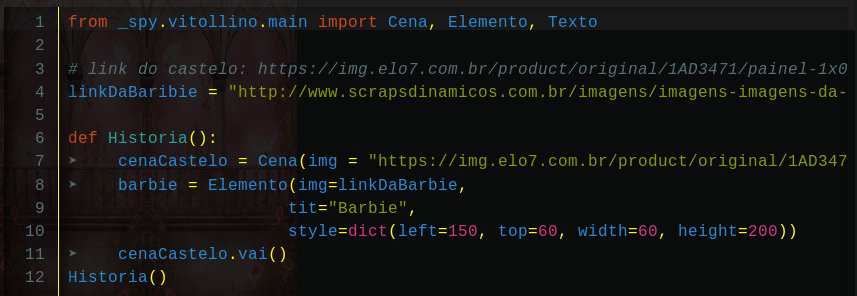 1 from _spy.vitollino.main import Cena, Elemento, Texto
2
3 # link do castelo: https://img.elo7.com.br/product/original/1AD3471/painel-1x0
4 linkDaBaribie = "http://www.scrapsdinamicos.com.br/imagens/imagens-imagens-da-
5
6 def Historia():
7 ➤    cenaCastelo = Cena(img = "https://img.elo7.com.br/product/original/1AD347
8 ➤    barbie = Elemento(img=linkDaBarbie,
9                       tit="Barbie",
10                      style=dict(left=150, top=60, width=60, height=200))
11 ➤    cenaCastelo.vai()
12 Historia()